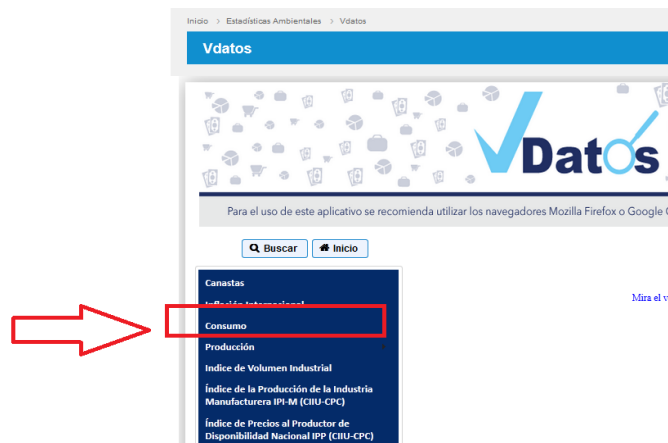 Inicio > Estadísticas Ambientales > Vdatos
Vdatos
VDatos
Para el uso de este aplicativo se recomienda utilizar los navegadores Mozilla Firefox o Google
Buscar
Inicio
Canastas
Inflación Internacional
Mira el v
Consumo
Producción
Indice de Volumen Industrial
Índice de la Producción de la Industria
Manufacturera IPI-M (CIIU-CPC)
Índice de Precios al Productor de
Disponibilidad Nacional IPP (CIIU-CPC)